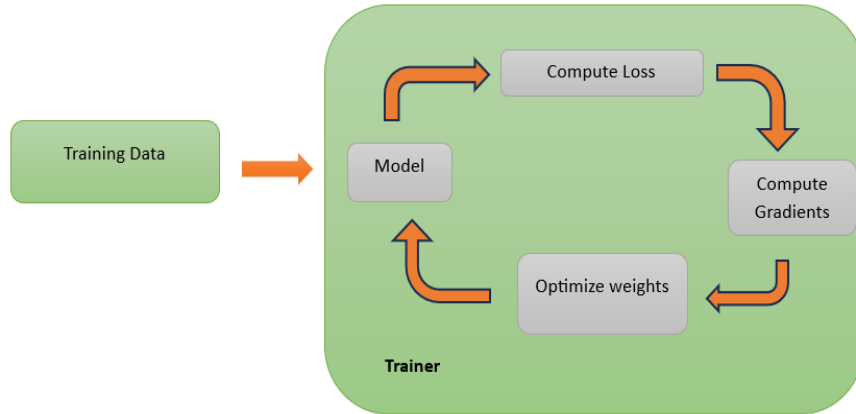 Training Data
Compute Loss
Model
Compute
Gradients
Optimize weights
Trainer